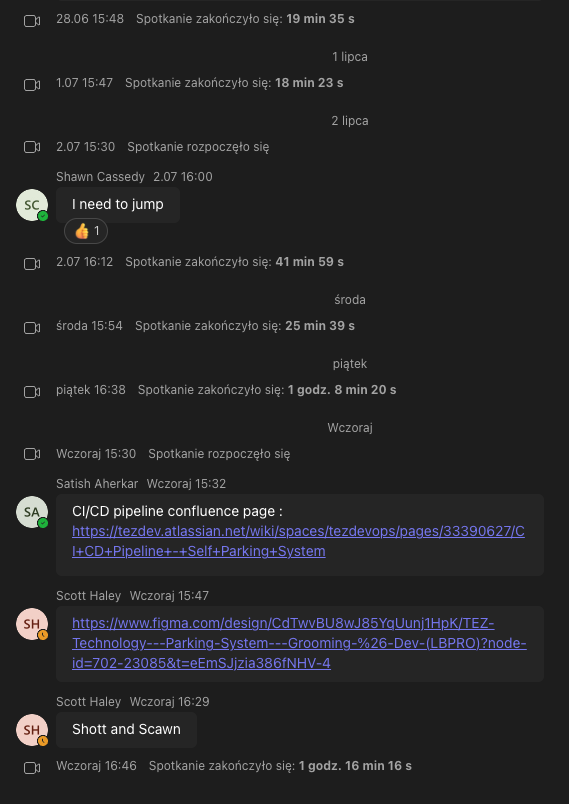 28.06 15:48 Spotkanie zakończyło się: 19 min 35 s
1 lipca
1.07 15:47 Spotkanie zakończyło się: 18 min 23 s
2 lipca
2.07 15:30 Spotkanie rozpoczęło się
Shawn Cassedy 2.07 16:00
SC
I need to jump
👍 1
2.07 16:12 Spotkanie zakończyło się: 41 min 59 s
środa
środa 15:54 Spotkanie zakończyło się: 25 min 39 s
piątek
piątek 16:38 Spotkanie zakończyło się: 1 godz. 8 min 20 s
Wczoraj
Wczoraj 15:30 Spotkanie rozpoczęło się
Satish Aherkar Wczoraj 15:32
SA
CI/CD pipeline confluence page :
https://tezdev.atlassian.net/wiki/spaces/tezdevops/pages/33390627/C
I+CD+Pipeline+-+Self+Parking+System
Scott Haley Wczoraj 15:47
SH
https://www.figma.com/design/CdTwvBU8wJ85YqUunj1HpK/TEZ-
Technology---Parking-System---Grooming-%26-Dev-(LBPRO)?node-
id=702-23085&t=eEmSJjzia386fNHV-4
Scott Haley Wczoraj 16:29
SH
Shott and Scawn
Wczoraj 16:46 Spotkanie zakończyło się: 1 godz. 16 min 16 s